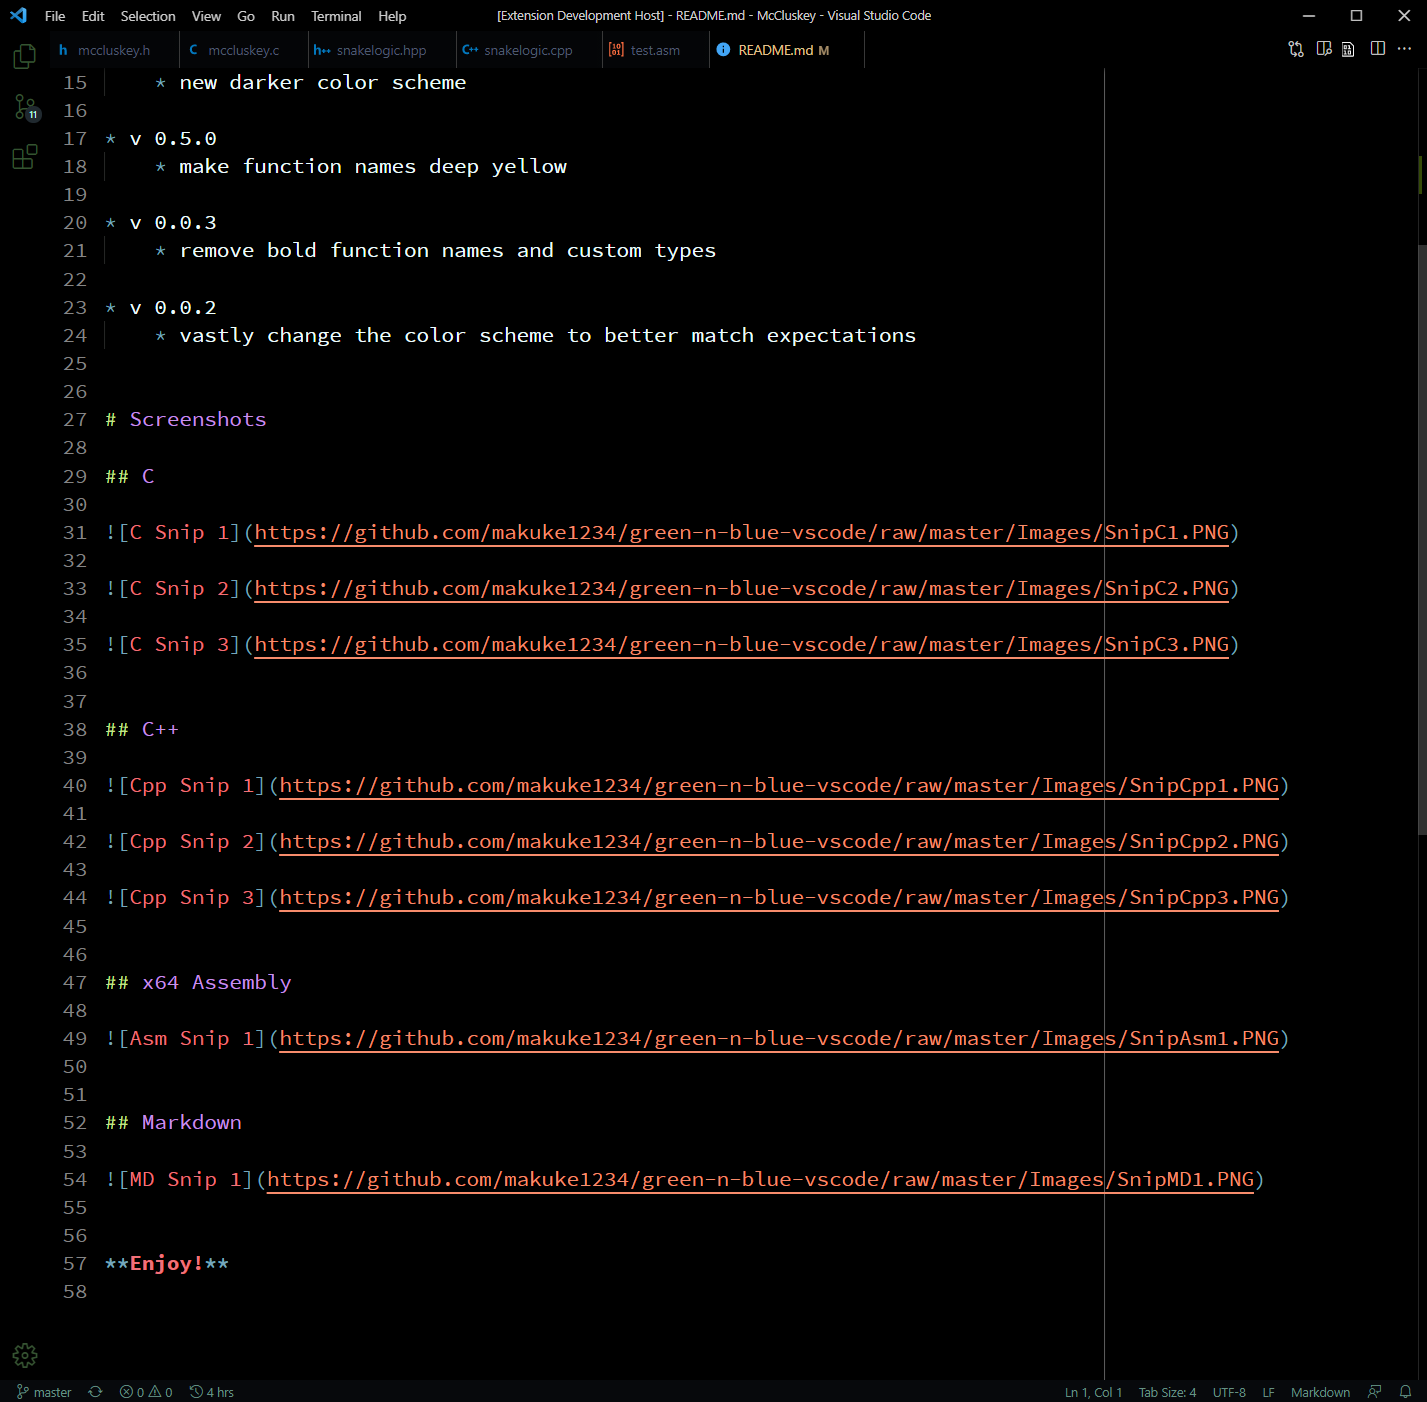 File Edit Selection View Go Run Terminal Help [Extension Development Host] - README.md - McCluskey - Visual Studio Code
h mccluskey.h C mccluskey.c h++ snakelogic.hpp C++ snakelogic.cpp test.asm README.md M
11
15 * new darker color scheme
16
17 * v 0.5.0
18 * make function names deep yellow
19
20 * v 0.0.3
21 * remove bold function names and custom types
22
23 * v 0.0.2
24 * vastly change the color scheme to better match expectations
25
26
27 # Screenshots
28
29 ## C
30
31 ![C Snip 1](https://github.com/makuke1234/green-n-blue-vscode/raw/master/Images/SnipC1.PNG)
32
33 ![C Snip 2](https://github.com/makuke1234/green-n-blue-vscode/raw/master/Images/SnipC2.PNG)
34
35 ![C Snip 3](https://github.com/makuke1234/green-n-blue-vscode/raw/master/Images/SnipC3.PNG)
36
37
38 ## C++
39
40 ![Cpp Snip 1](https://github.com/makuke1234/green-n-blue-vscode/raw/master/Images/SnipCpp1.PNG)
41
42 ![Cpp Snip 2](https://github.com/makuke1234/green-n-blue-vscode/raw/master/Images/SnipCpp2.PNG)
43
44 ![Cpp Snip 3](https://github.com/makuke1234/green-n-blue-vscode/raw/master/Images/SnipCpp3.PNG)
45
46
47 ## x64 Assembly
48
49 ![Asm Snip 1](https://github.com/makuke1234/green-n-blue-vscode/raw/master/Images/SnipAsm1.PNG)
50
51
52 ## Markdown
53
54 ![MD Snip 1](https://github.com/makuke1234/green-n-blue-vscode/raw/master/Images/SnipMD1.PNG)
55
56
57 **Enjoy!**
58
master 0 0 4 hrs Ln 1, Col 1 Tab Size: 4 UTF-8 LF Markdown